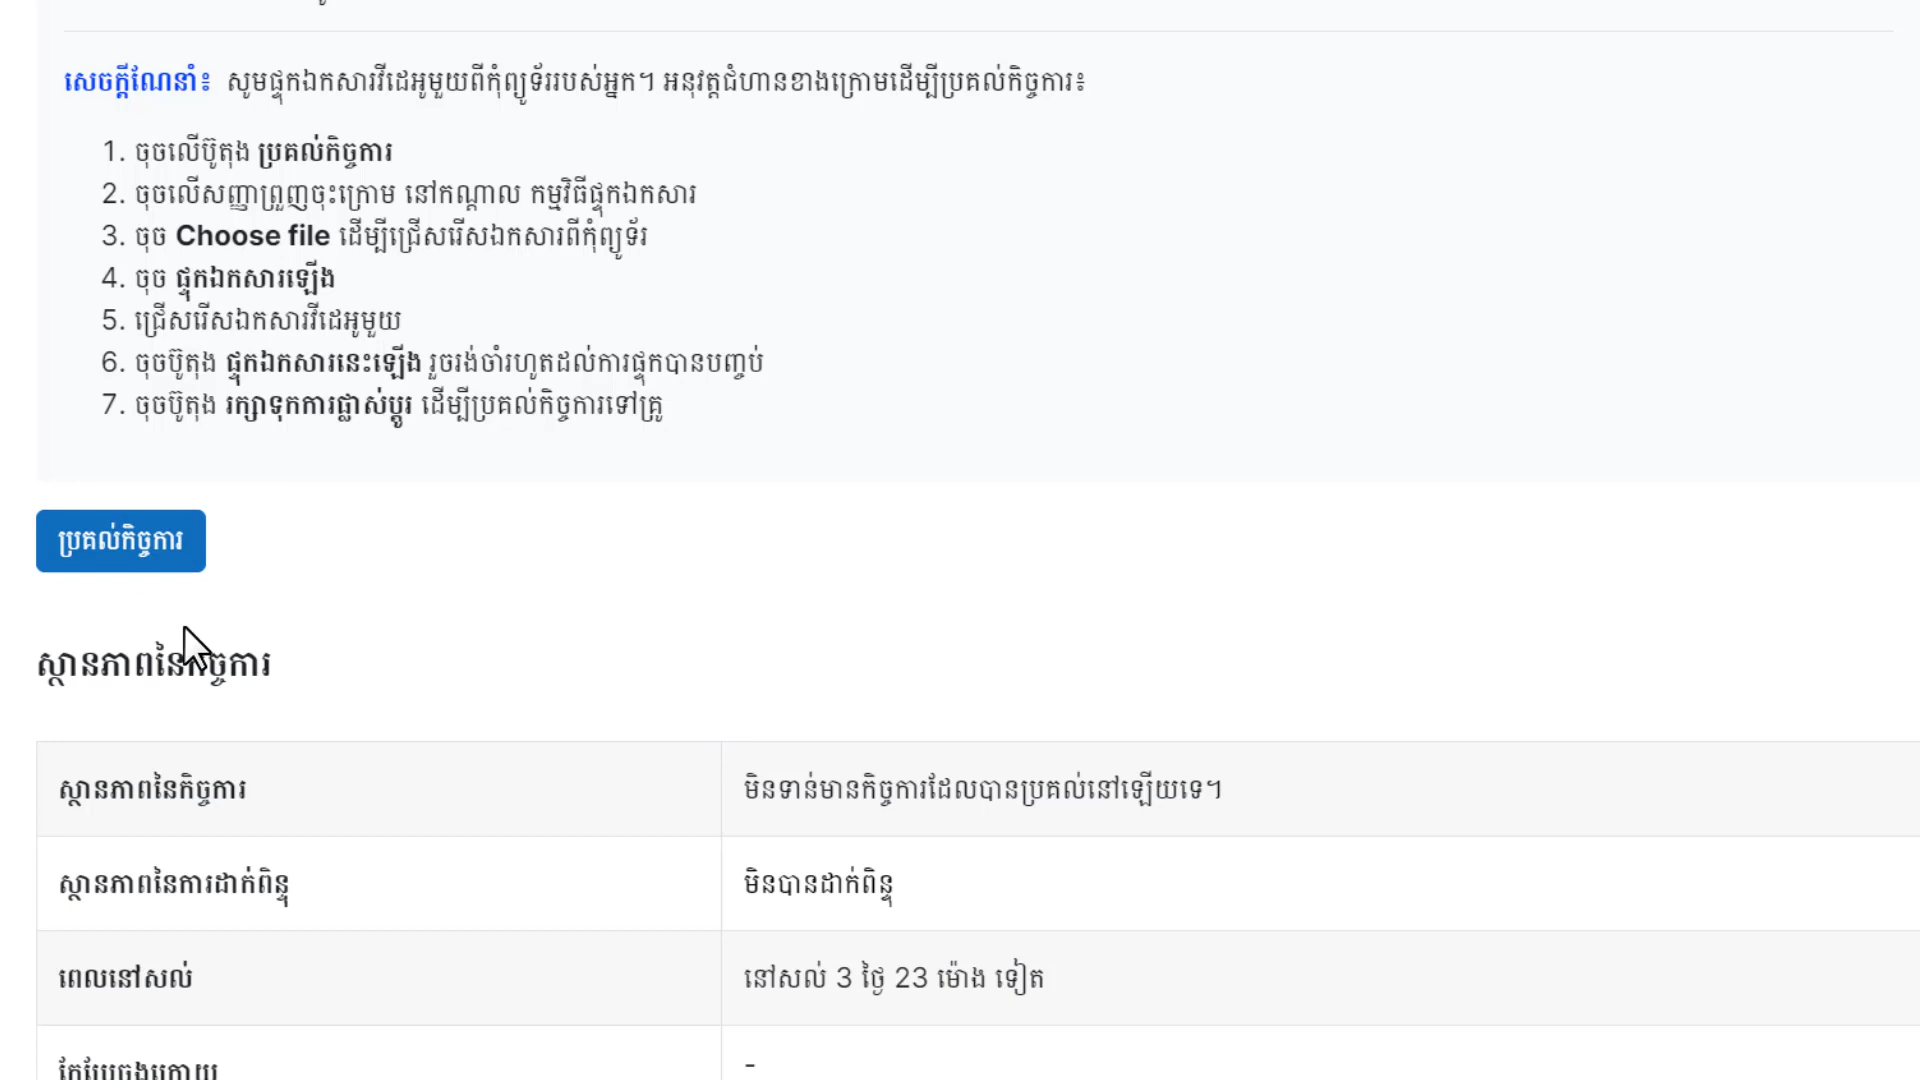 សេចក្ដីណែនាំ៖ សូមផ្ទុកឯកសារវីដេអូមួយពីកុំព្យូទ័ររបស់អ្នក។ អនុវត្តជំហានខាងក្រោមដើម្បីប្រគល់កិច្ចការ៖
1. ចុចលើប៊ូតុង ប្រគល់កិច្ចការ
2. ចុចលើសញ្ញាព្រួញចុះក្រោម នៅកណ្ដាល កម្មវិធីផ្ទុកឯកសារ
3. ចុច Choose file ដើម្បីជ្រើសរើសឯកសារពីកុំព្យូទ័រ
4. ចុច ផ្ទុកឯកសារឡើង
5. ជ្រើសរើសឯកសារវីដេអូមួយ
6. ចុចប៊ូតុង ផ្ទុកឯកសារនេះឡើង រួចរង់ចាំរហូតដល់ការផ្ទុកបានបញ្ចប់
7. ចុចប៊ូតុង រក្សាទុកការផ្លាស់ប្ដូរ ដើម្បីប្រគល់កិច្ចការទៅគ្រូ
ប្រគល់កិច្ចការ
ស្ថានភាពនៃកិច្ចការ
ស្ថានភាពនៃកិច្ចការ
មិនទាន់មានកិច្ចការដែលបានប្រគល់នៅឡើយទេ។
ស្ថានភាពនៃការដាក់ពិន្ទុ
មិនបានដាក់ពិន្ទុ
ពេលនៅសល់
នៅសល់ 3 ថ្ងៃ 23 ម៉ោង ទៀត
-